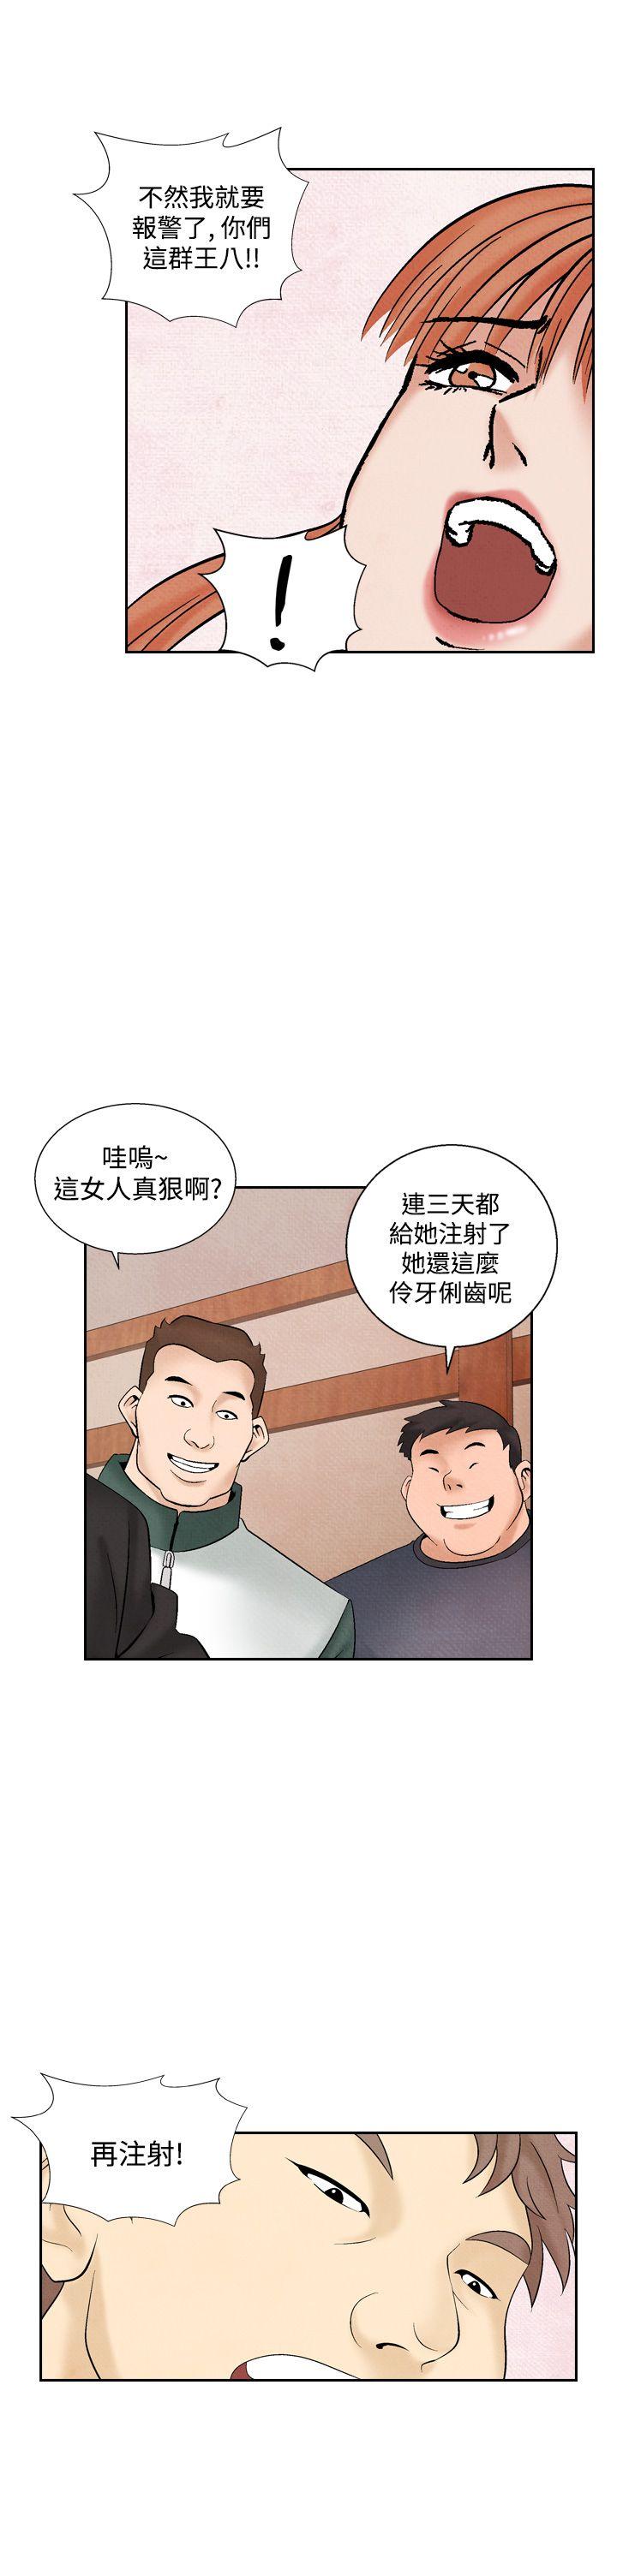 不然我就要
報警了, 你們
這群王八!!
!
哇嗚~
這女人真狠啊?
連三天都
給她注射了
她還這麼
伶牙俐齒呢
再注射!